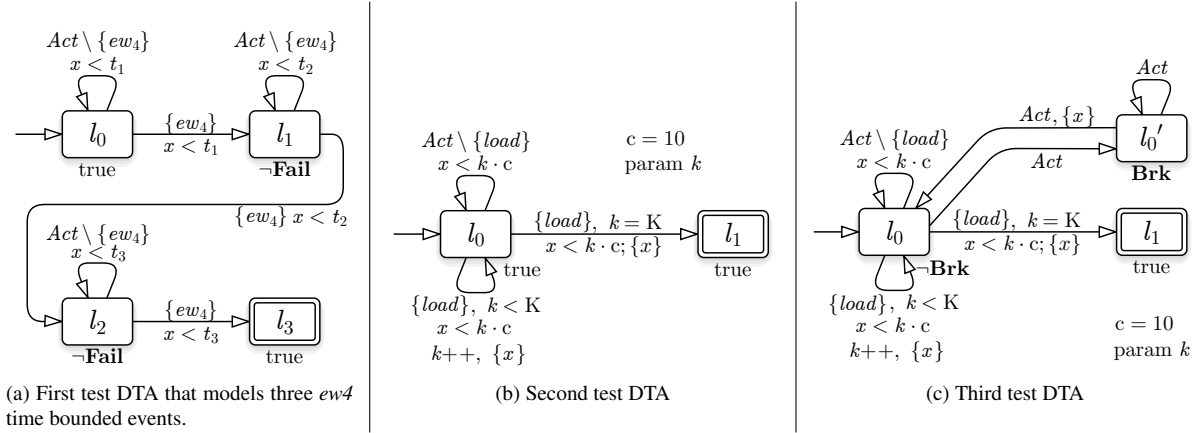 Act \ {ew₄}
x < t₁
Act \ {ew₄}
x < t₂
l₀
{ew₄}
x < t₁
l₁
true
¬Fail
{ew₄} x < t₂
Act \ {ew₄}
x < t₃
l₂
{ew₄}
x < t₃
l₃
¬Fail
true
(a) First test DTA that models three ew4
time bounded events.
Act \ {load}
x < k · c
c = 10
param k
l₀
{load}, k = K
x < k · c; {x}
l₁
true
true
{load}, k < K
x < k · c
k++, {x}
(b) Second test DTA
Act
Act, {x}
l₀′
Act
Brk
Act \ {load}
x < k · c
l₀
{load}, k = K
x < k · c; {x}
l₁
¬Brk
true
{load}, k < K
x < k · c
k++, {x}
c = 10
param k
(c) Third test DTA